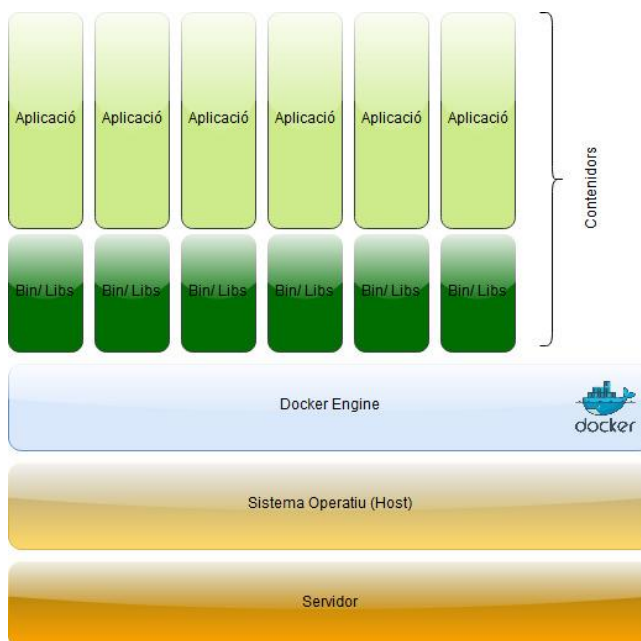 Aplicació Aplicació Aplicació Aplicació Aplicació Aplicació
Contenidors
Bin/ Libs Bin/ Libs Bin/ Libs Bin/ Libs Bin/ Libs Bin/ Libs
Docker Engine
docker
Sistema Operatiu (Host)
Servidor